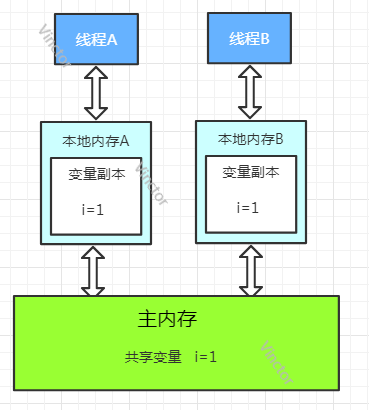 线程A
线程B
Vinctor
本地内存A
本地内存B
变量副本
变量副本
Vinctor
i=1
i=1
主内存
共享变量 i=1
Vinctor